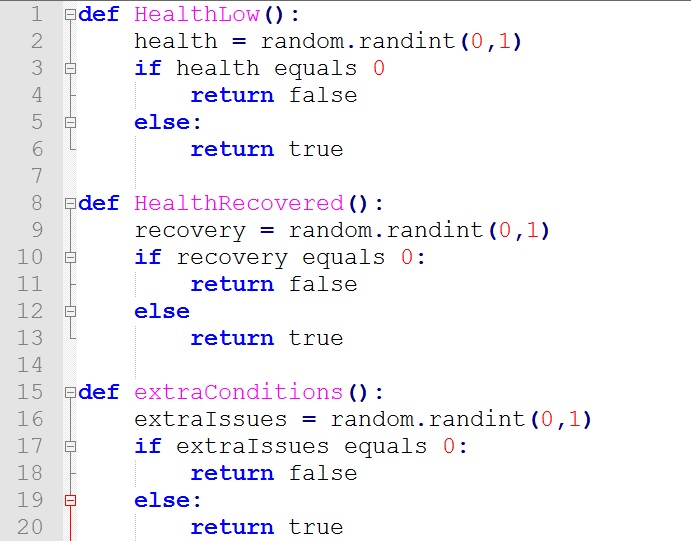 1 def HealthLow():
2 health = random.randint(0,1)
3 if health equals 0
4 return false
5 else:
6 return true
7
8 def HealthRecovered():
9 recovery = random.randint(0,1)
10 if recovery equals 0:
11 return false
12 else
13 return true
14
15 def extraConditions():
16 extraIssues = random.randint(0,1)
17 if extraIssues equals 0:
18 return false
19 else:
20 return true